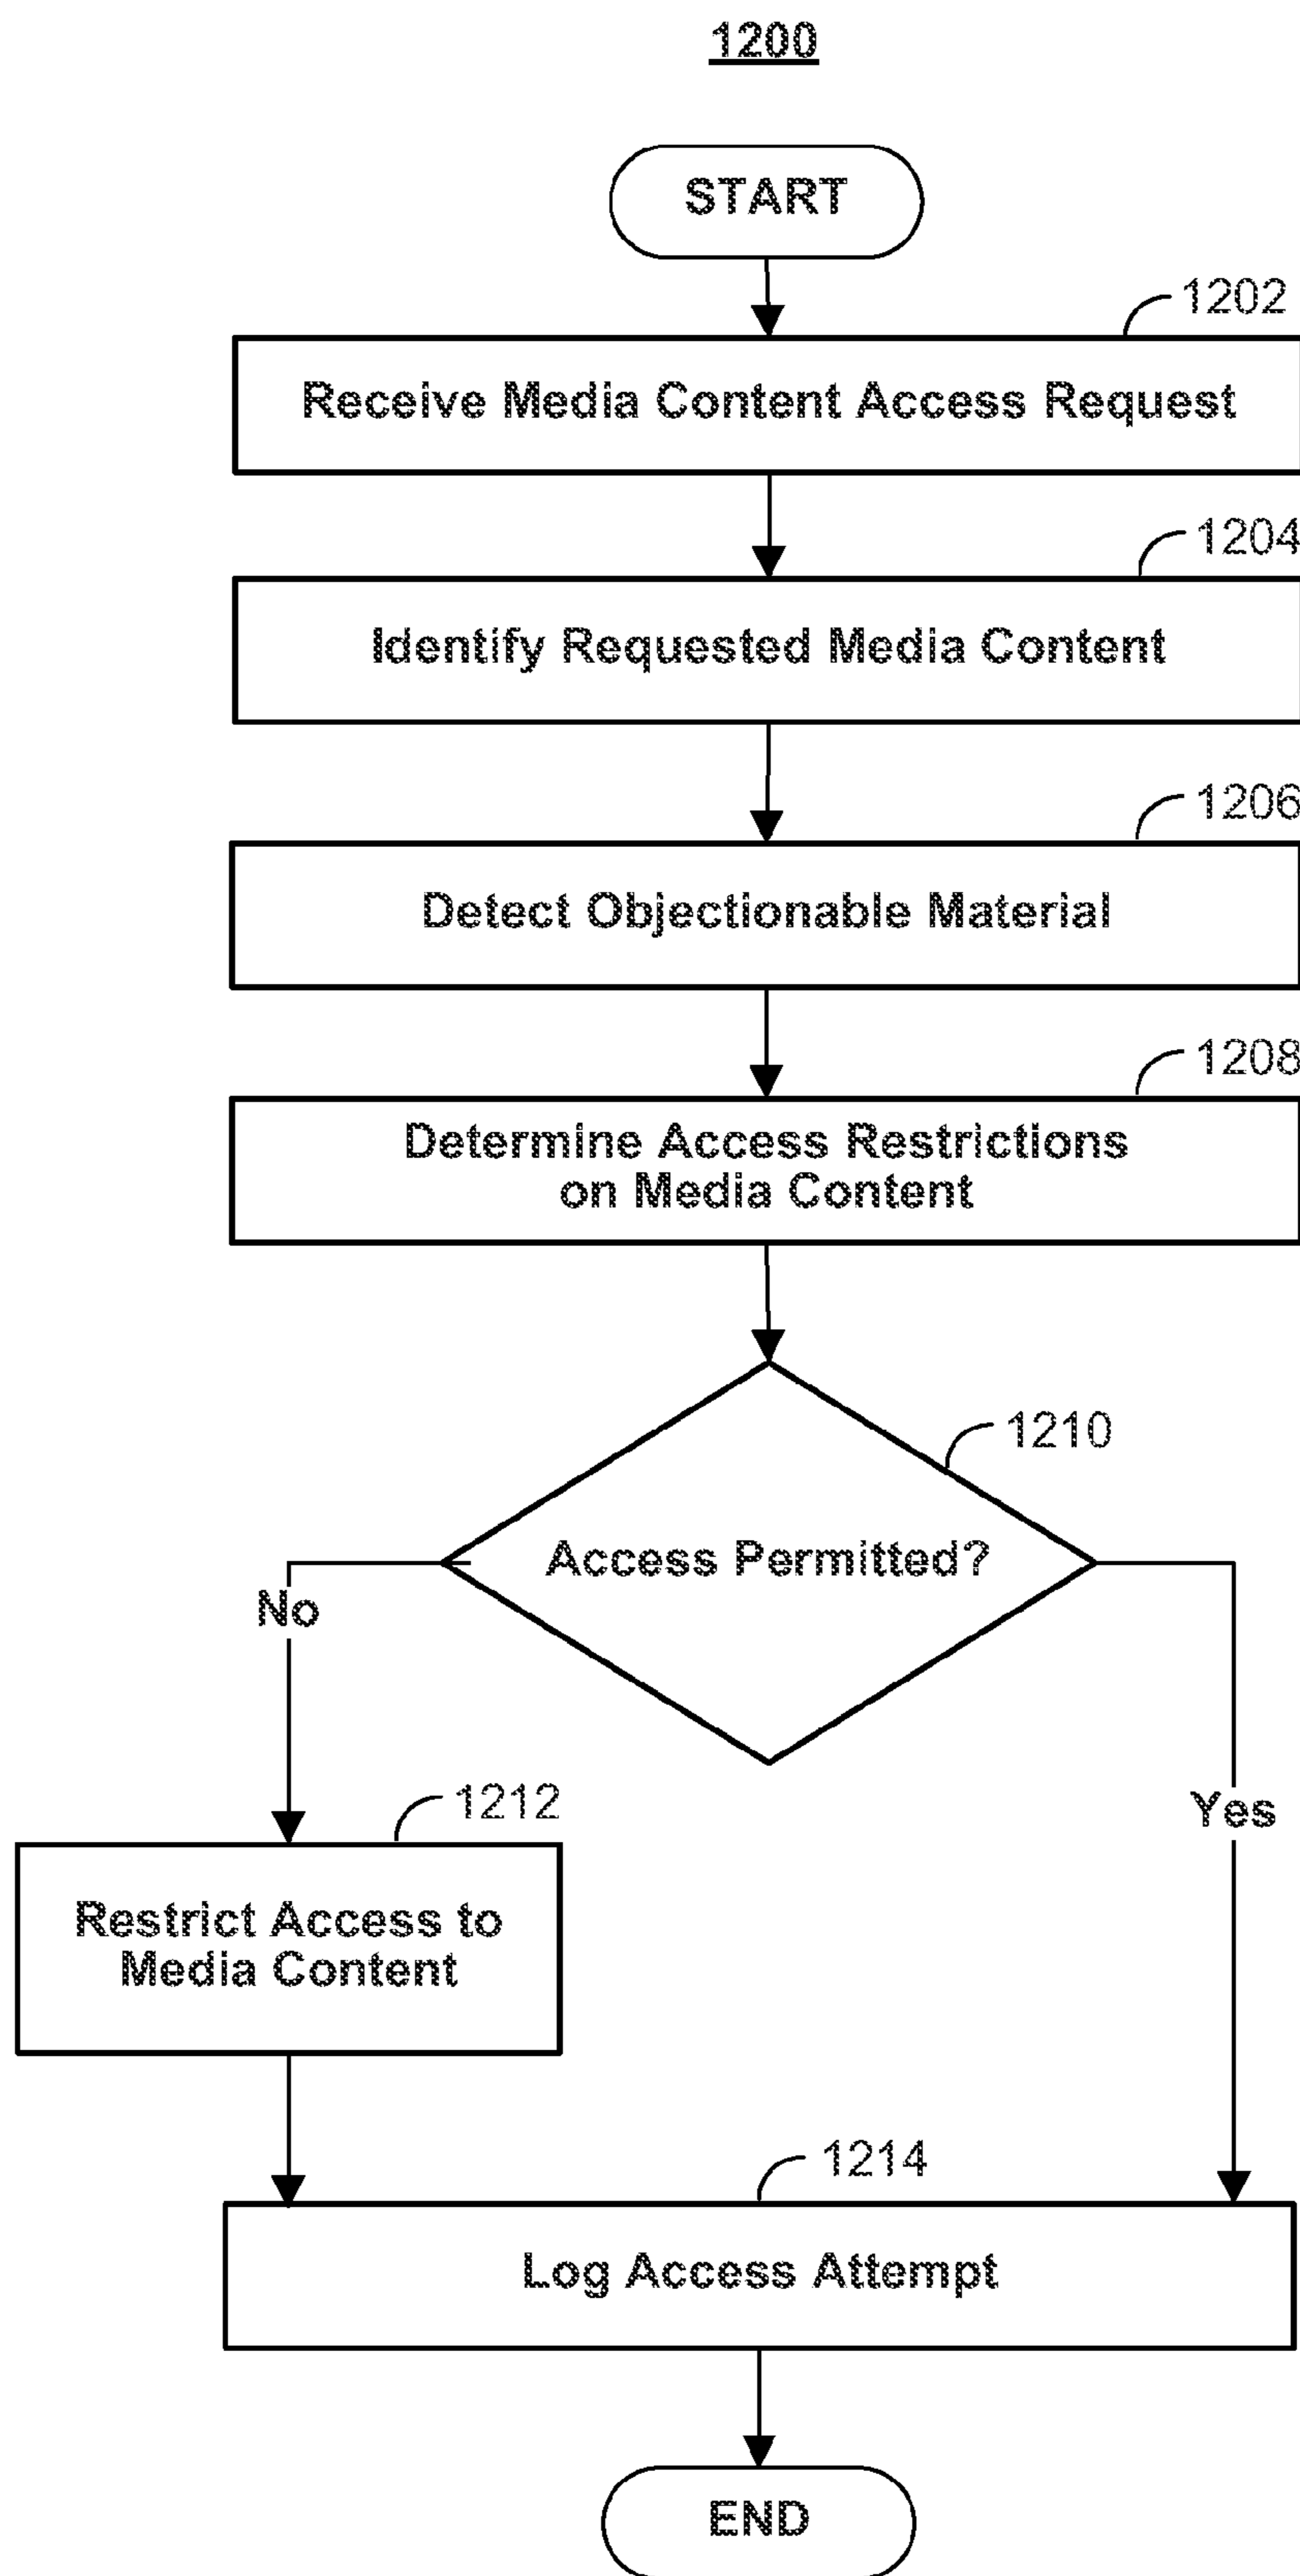 1200
START
1202
Receive Media Content Access Request
1204
Identify Requested Media Content
1206
Detect Objectionable Material
1208
Determine Access Restrictions
on Media Content
1210
Access Permitted?
No
Yes
1212
Restrict Access to
Media Content
1214
Log Access Attempt
END